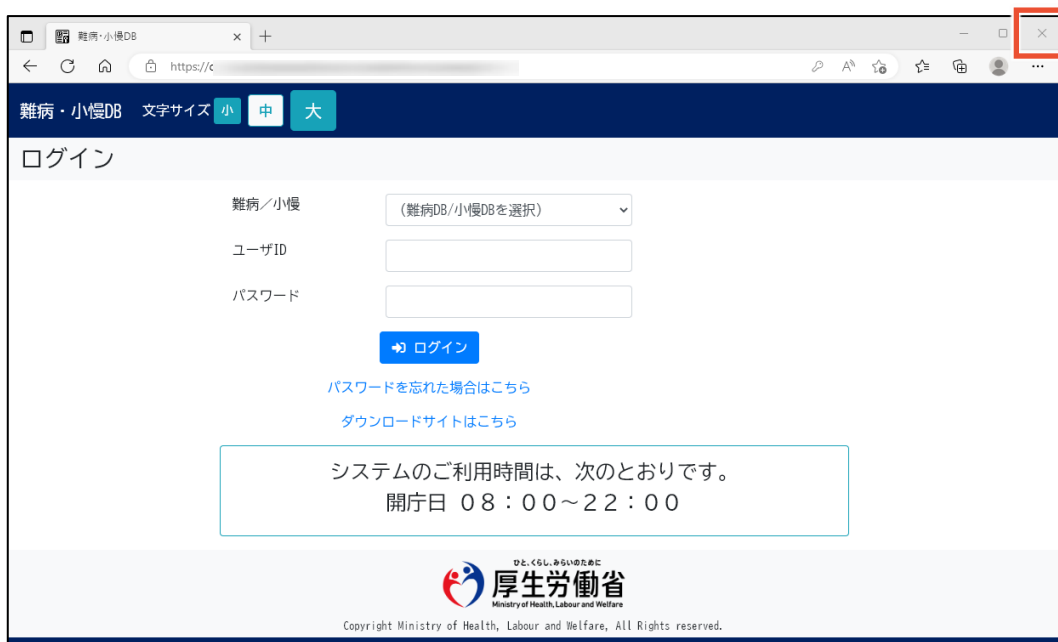 難病・小慢DB
https://
難病・小慢DB 文字サイズ 小 中 大
ログイン
難病／小慢 (難病DB/小慢DBを選択)
ユーザID
パスワード
ログイン
パスワードを忘れた場合はこちら
ダウンロードサイトはこちら
システムのご利用時間は、次のとおりです。
開庁日 ０８：００～２２：００
ひと、くらし、みらいのために
厚生労働省
Ministry of Health, Labour and Welfare
Copyright Ministry of Health, Labour and Welfare, All Rights reserved.